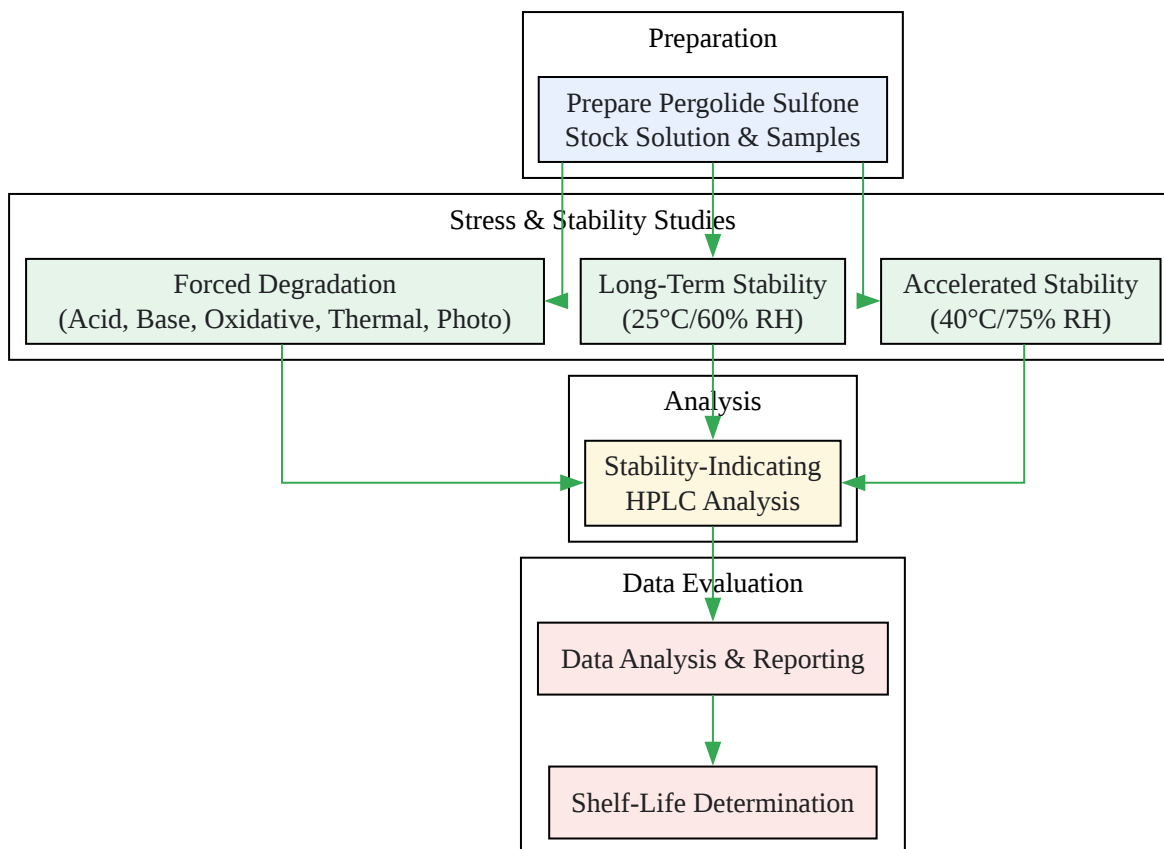 Preparation
Prepare Pergolide Sulfone
Stock Solution & Samples
Stress & Stability Studies
Forced Degradation
(Acid, Base, Oxidative, Thermal, Photo)
Long-Term Stability
(25°C/60% RH)
Accelerated Stability
(40°C/75% RH)
Analysis
Stability-Indicating
HPLC Analysis
Data Evaluation
Data Analysis & Reporting
Shelf-Life Determination